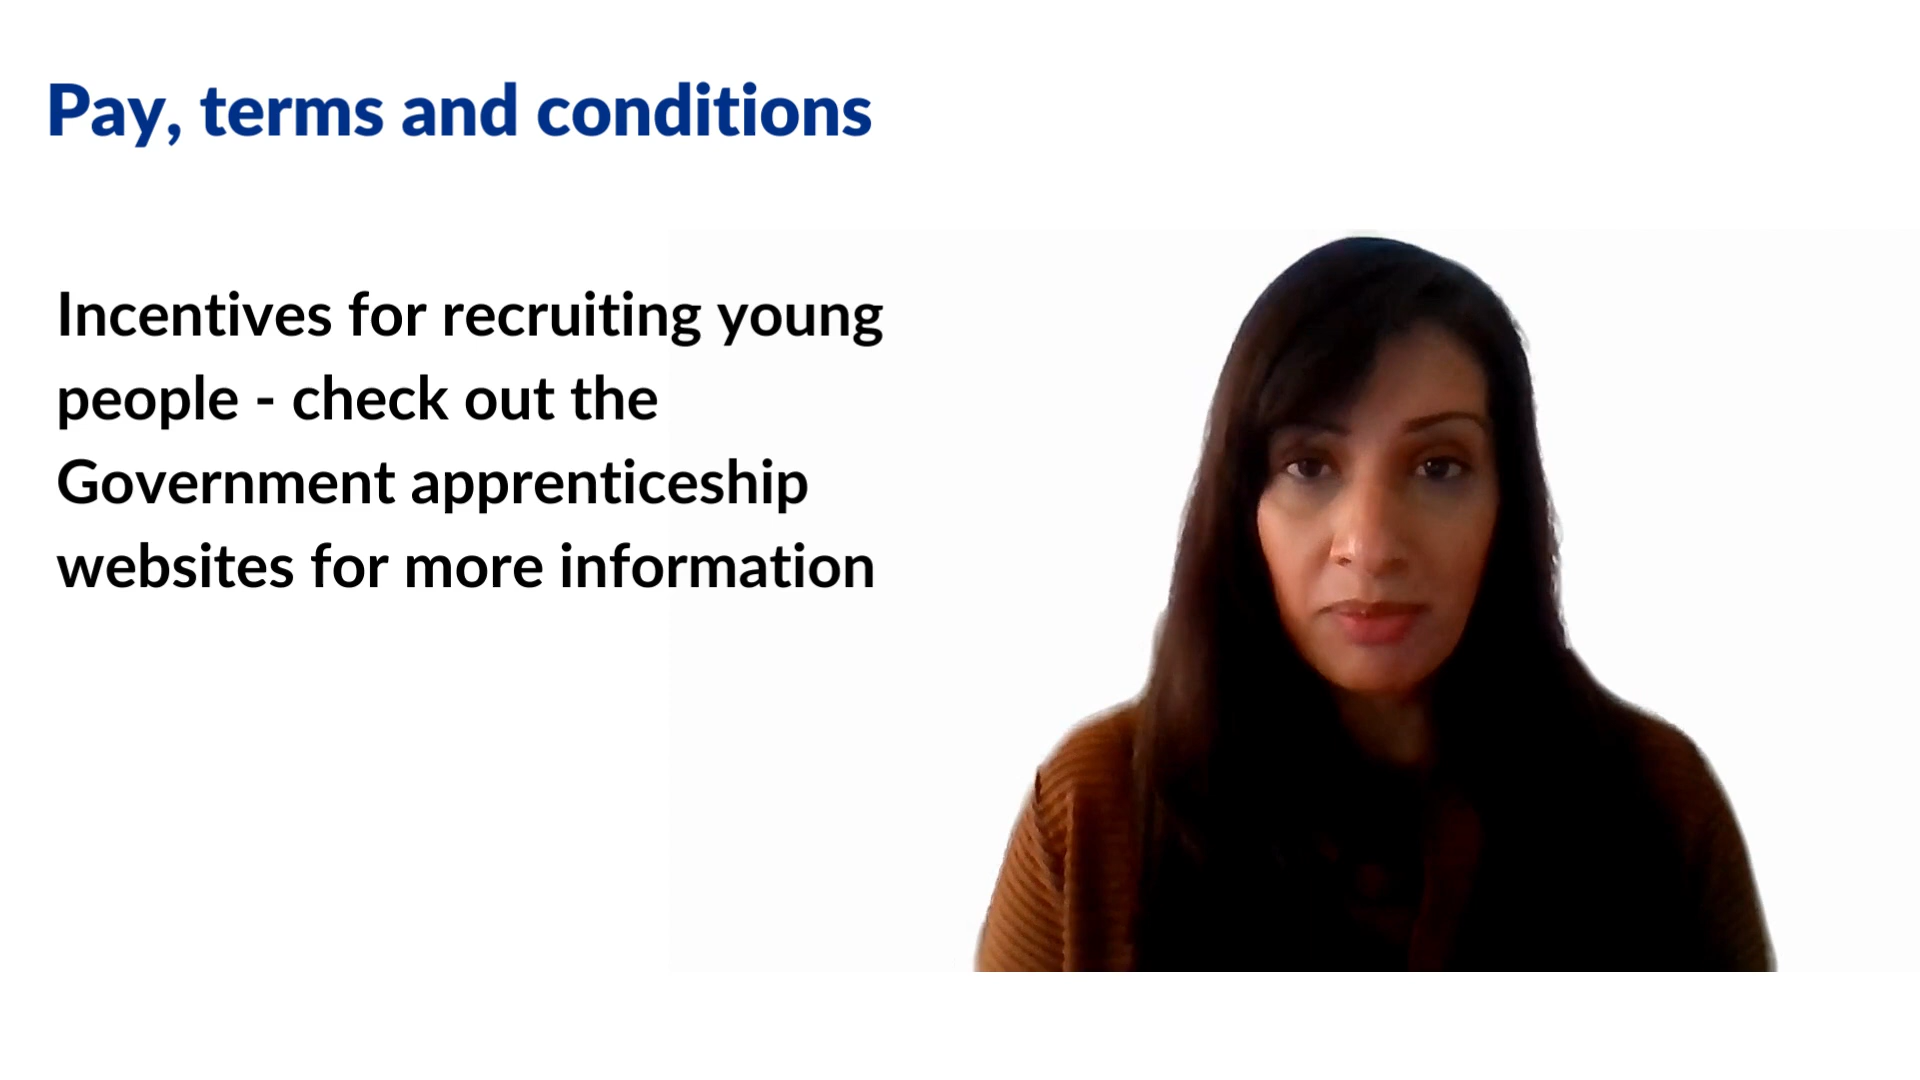 Pay, terms and conditions
Incentives for recruiting young
people - check out the
Government apprenticeship
websites for more information